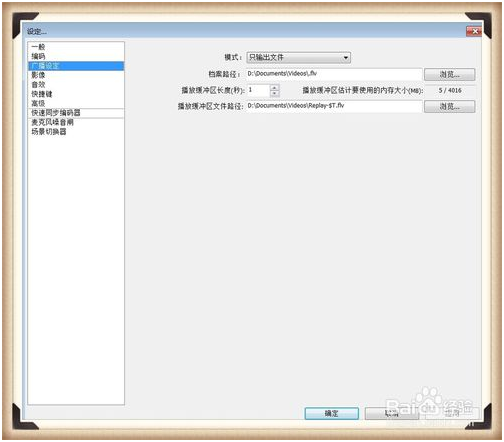 设定...
一般
编码
广播设定
影像
音效
快捷键
高级
快速同步编码器
麦克风噪音阀
场景切换器
模式： 只输出文件
档案路径： D:\Documents\Videos\.flv 浏览...
播放缓冲区长度(秒)： 1 播放缓冲区估计要使用的内存大小(MB)： 5 / 4016
播放缓冲区文件路径： D:\Documents\Videos\Replay-$T.flv 浏览...
确定 取消 应用
Baidu 经验